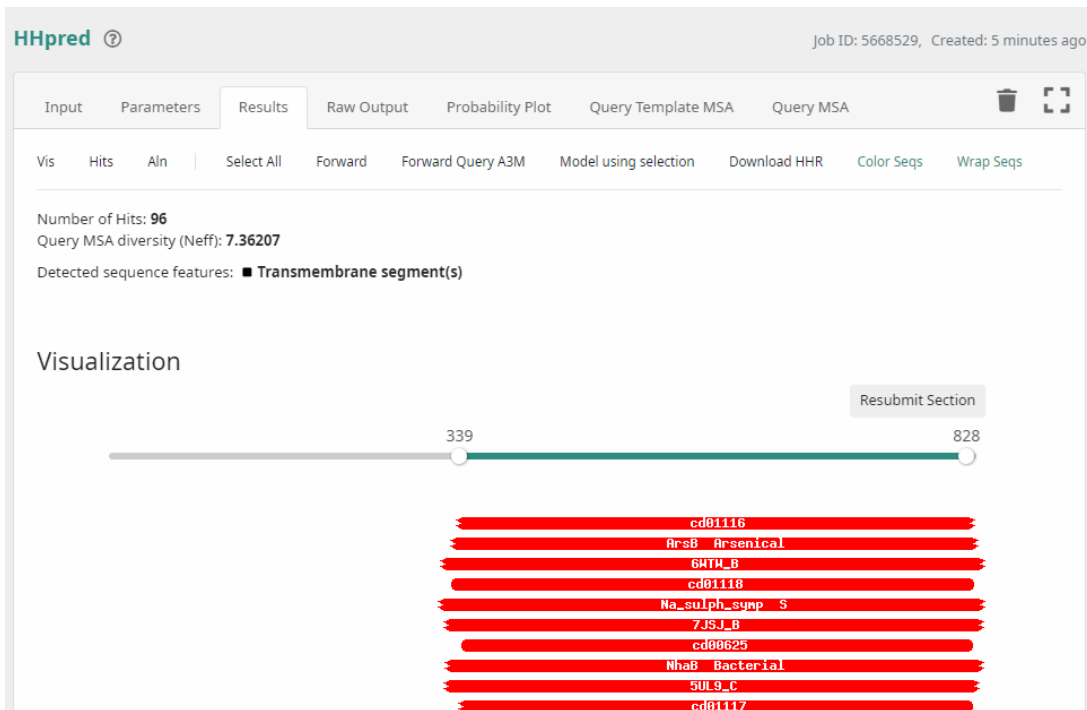 HHpred
Job ID: 5668529, Created: 5 minutes ago
Input Parameters Results Raw Output Probability Plot Query Template MSA Query MSA
Vis Hits Aln Select All Forward Forward Query A3M Model using selection Download HHR Color Seqs Wrap Seqs
Number of Hits: 96
Query MSA diversity (Neff): 7.36207
Detected sequence features: Transmembrane segment(s)
Visualization
Resubmit Section
339 828
cd01116
ArsB Arsenical
6WTW_B
cd01118
Na_sulph_symp S
7JSJ_B
cd00625
NhaB Bacterial
5UL9_C
cd01117